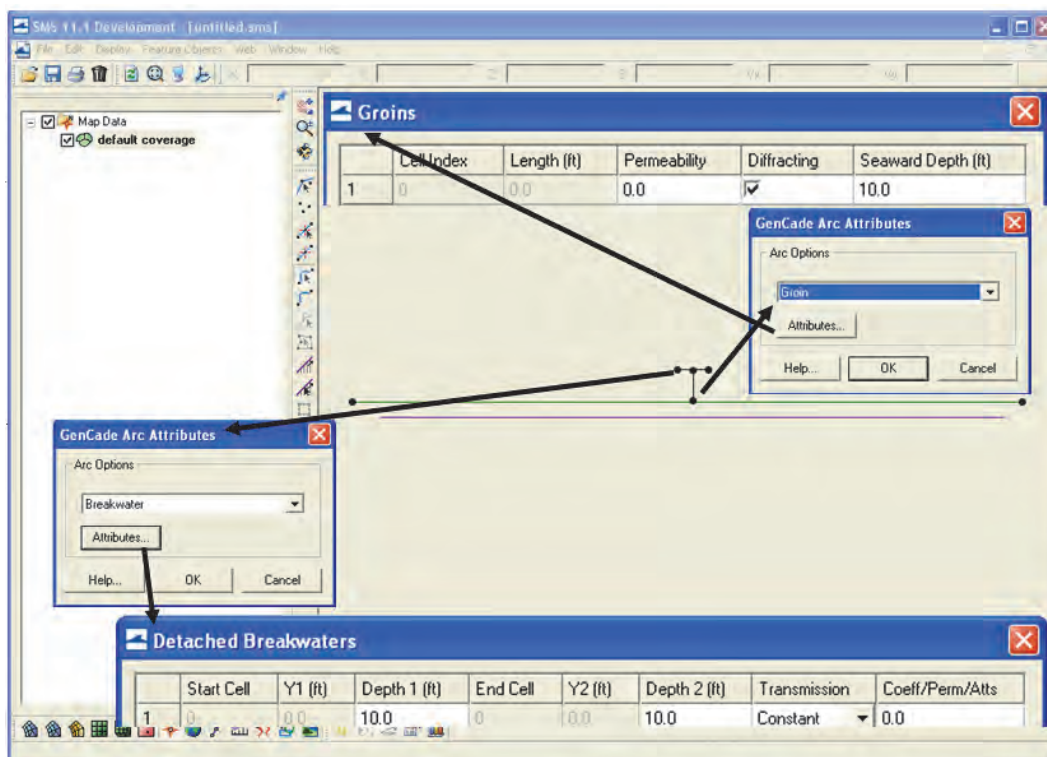 SMS 11.1 Development - [untitled.sms]
File Edit Display Feature Objects Web Window Help
Map Data
default coverage
Groins
Cell Index Length (ft) Permeability Diffracting Seaward Depth (ft)
1 0 0.0 0.0 10.0
GenCade Arc Attributes
Arc Options
Groin
Attributes...
Help... OK Cancel
GenCade Arc Attributes
Arc Options
Breakwater
Attributes...
Help... OK Cancel
Detached Breakwaters
Start Cell Y1 (ft) Depth 1 (ft) End Cell Y2 (ft) Depth 2 (ft) Transmission Coeff/Perm/Atts
1 0 0.0 10.0 0 0.0 10.0 Constant 0.0